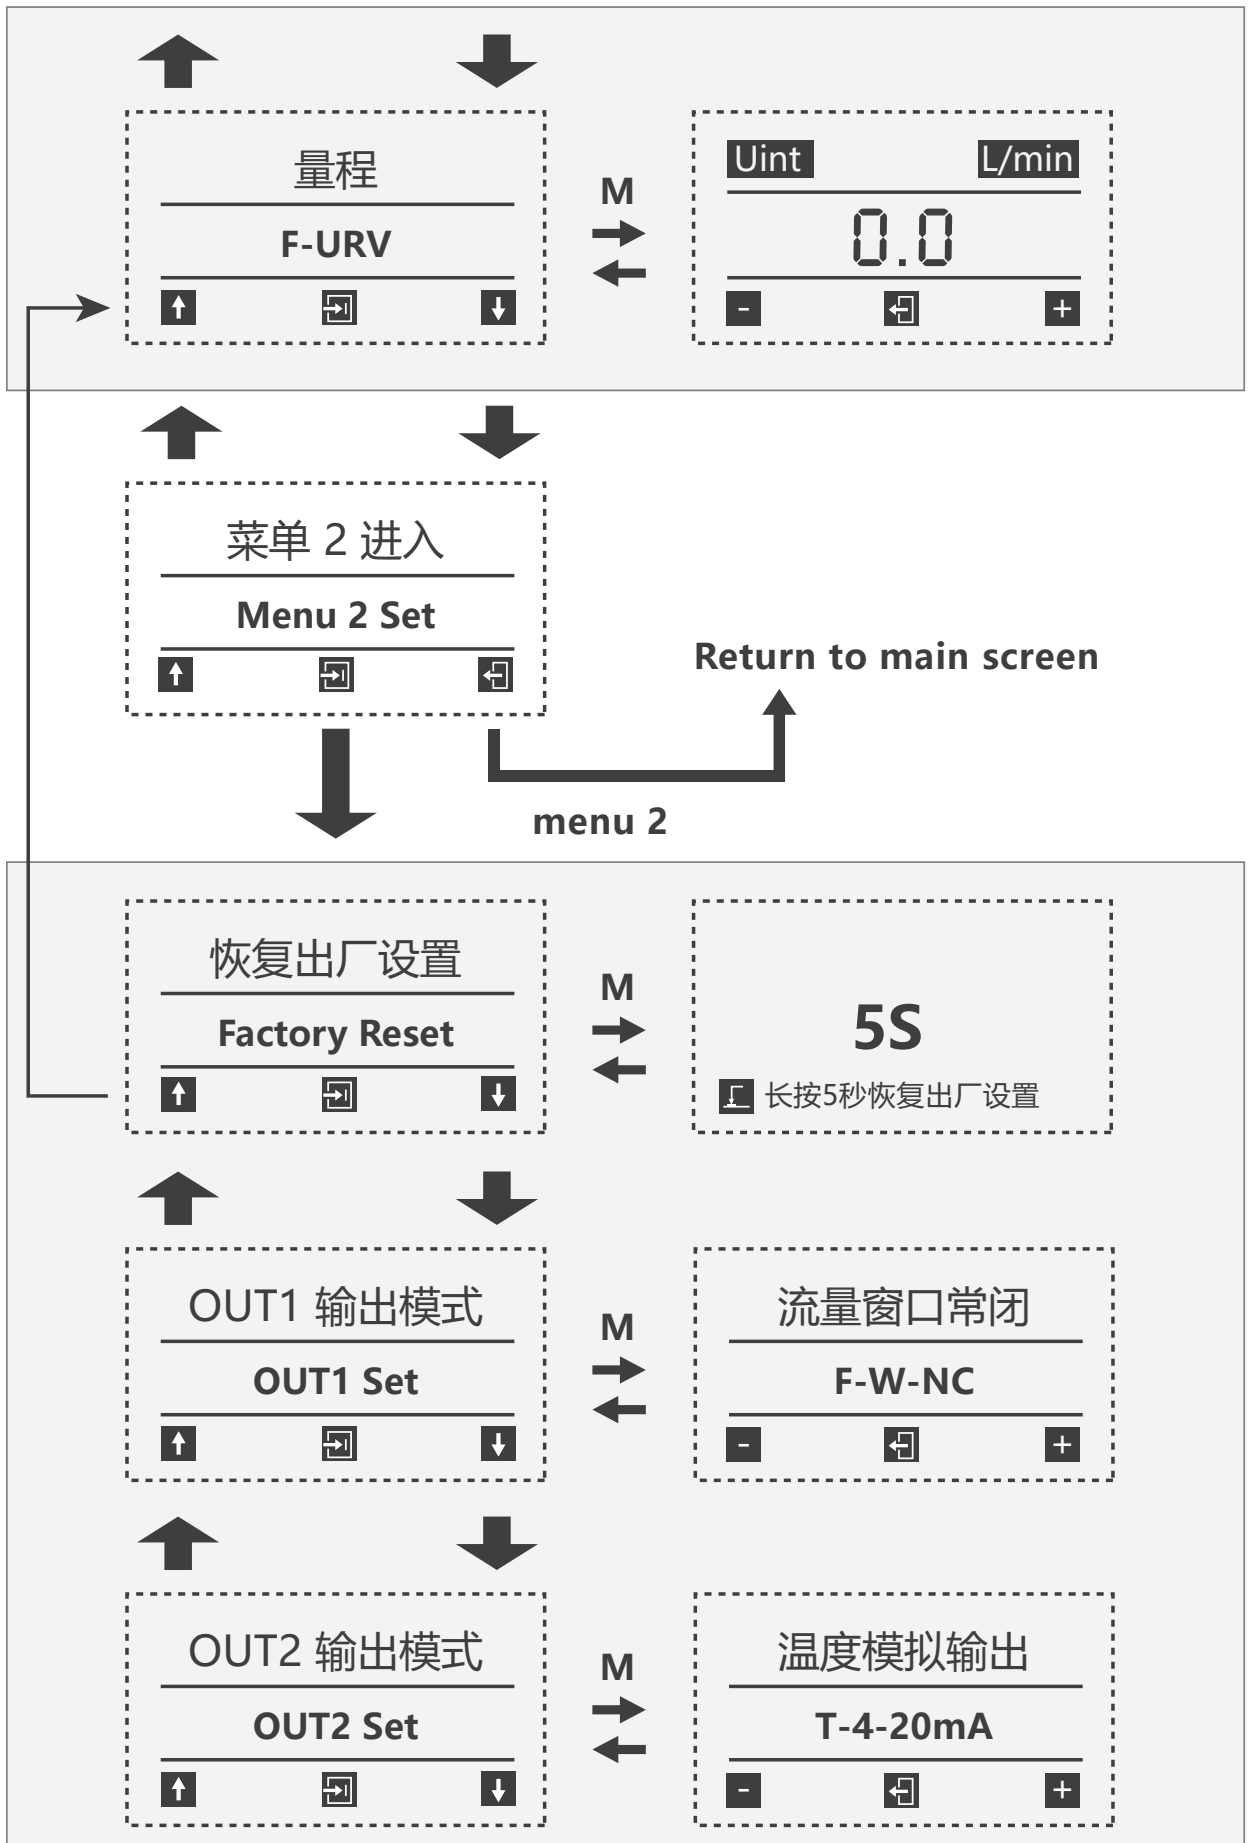 量程
F-URV
M
Uint L/min
0.0
- +
菜单 2 进入
Menu 2 Set
Return to main screen
menu 2
恢复出厂设置
Factory Reset
M
5S
长按5秒恢复出厂设置
OUT1 输出模式
OUT1 Set
M
流量窗口常闭
F-W-NC
- +
OUT2 输出模式
OUT2 Set
M
温度模拟输出
T-4-20mA
- +